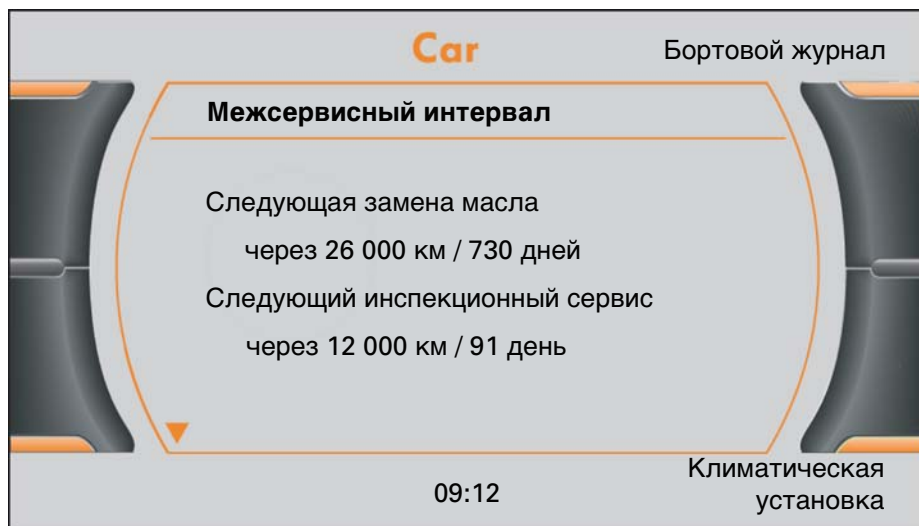 Car
Бортовой журнал
Межсервисный интервал
Следующая замена масла
через 26 000 км / 730 дней
Следующий инспекционный сервис
через 12 000 км / 91 день
09:12
Климатическая
установка